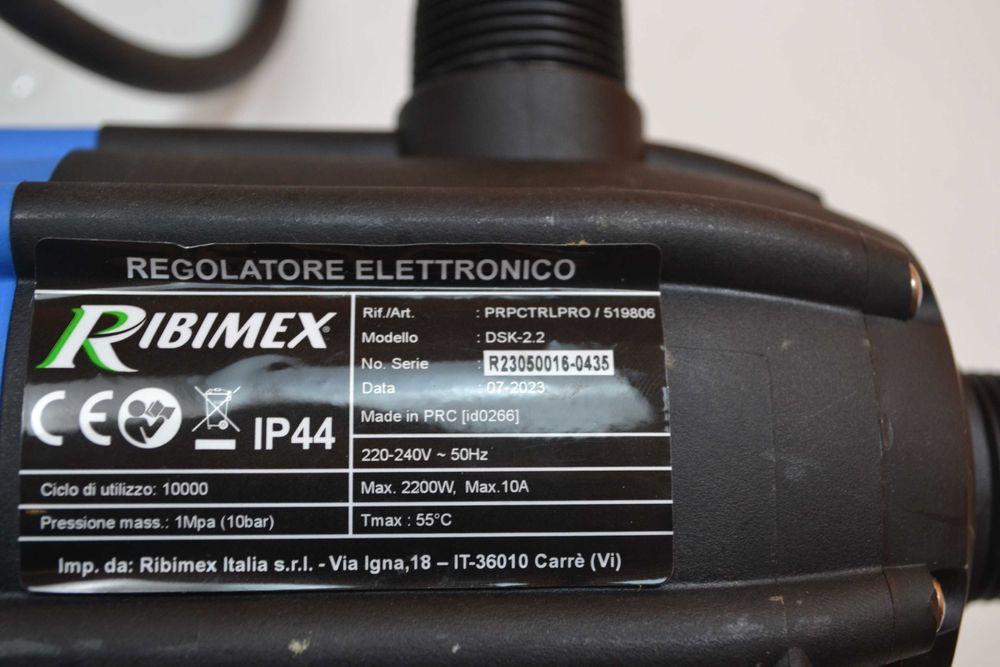 REGOLATORE ELETTRONICO
RIBIMEX®
CE
IP44
Rif./Art. : PRPCTRLPRO / 519806
Modello : DSK-2.2
No. Serie : R23050016-0435
Data : 07-2023
Made in PRC [id0266]
220-240V ~ 50Hz
Ciclo di utilizzo: 10000
Max. 2200W, Max.10A
Pressione mass.: 1Mpa (10bar)
Tmax : 55°C
Imp. da: Ribimex Italia s.r.l. - Via Igna,18 – IT-36010 Carrè (Vi)